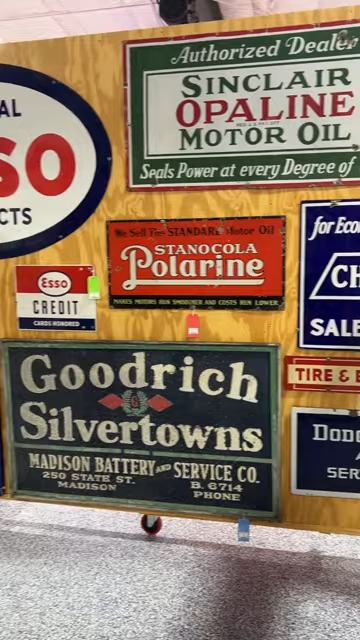 Authorized Dealer
SINCLAIR
OPALINE
MOTOR OIL
Seals Power at every Degree of
AL
SO
CTS
We Sell The STANDARD Motor Oil
STANOCOLA
Polarine
MAKES MOTORS RUN SMOOTHER AND COSTS RUN LOWER
for Eco
CH
SALE
Esso
CREDIT
CARDS HONORED
TIRE &
Goodrich
G
Silvertowns
MADISON BATTERY AND SERVICE CO.
250 STATE ST. B. 6714
MADISON PHONE
DOD
SER